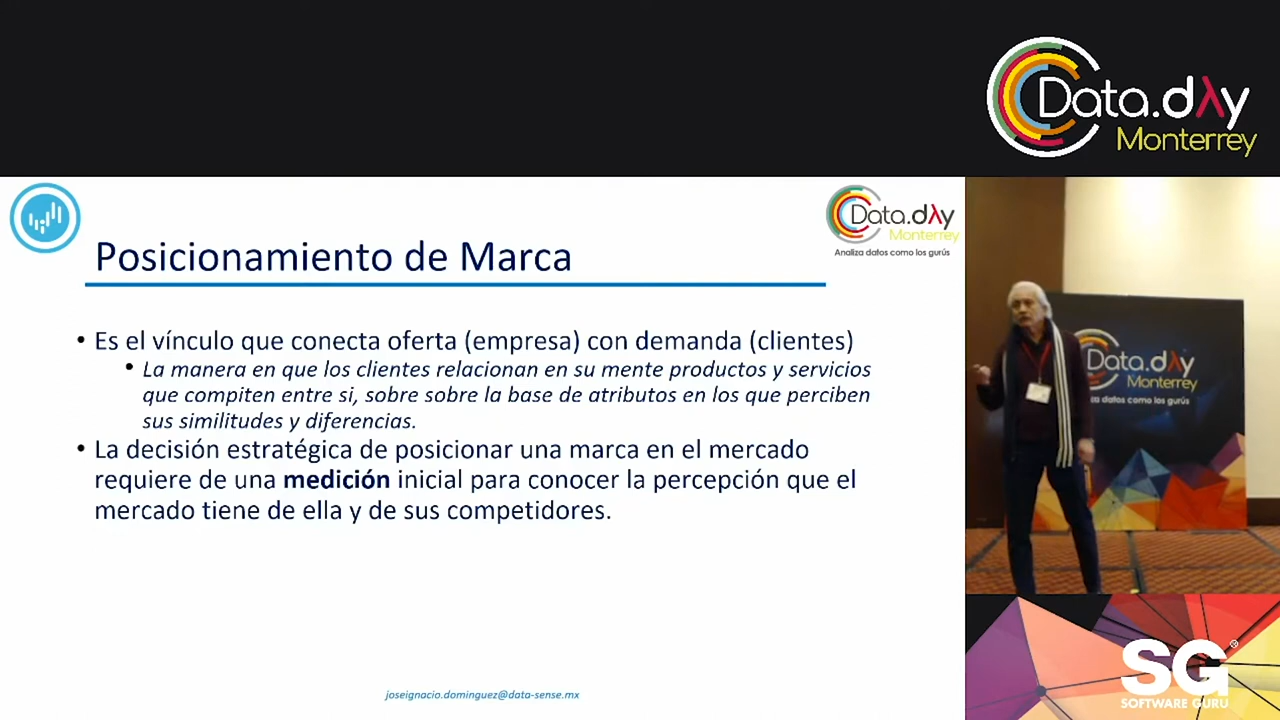 Data.dλy
Monterrey
Data.dλy
Monterrey
Analiza datos como los gurús
Posicionamiento de Marca
• Es el vínculo que conecta oferta (empresa) con demanda (clientes)
• La manera en que los clientes relacionan en su mente productos y servicios
que compiten entre si, sobre sobre la base de atributos en los que perciben
sus similitudes y diferencias.
• La decisión estratégica de posicionar una marca en el mercado
requiere de una medición inicial para conocer la percepción que el
mercado tiene de ella y de sus competidores.
joseignacio.dominguez@data-sense.mx
Data.dλy
Monterrey
datos como los gurús
SG
SOFTWARE GURU